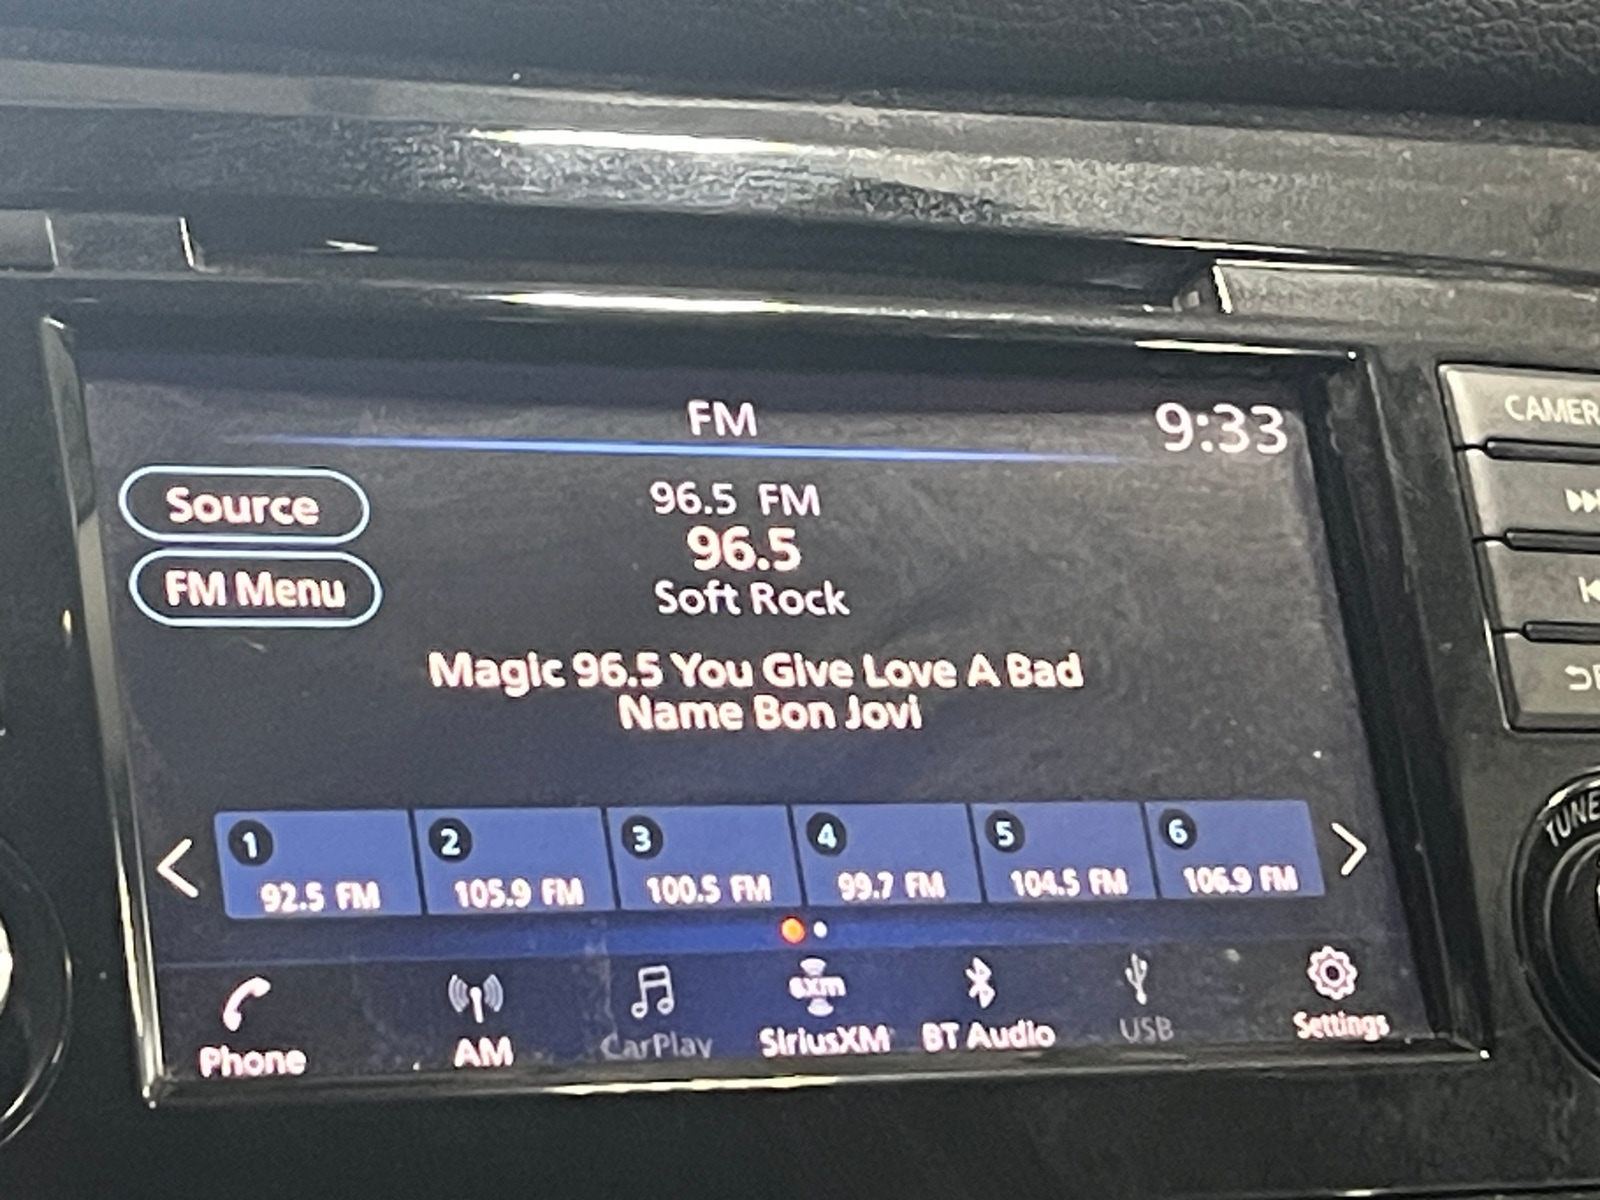 FM
9:33
Source
96.5 FM
96.5
FM Menu
Soft Rock
Magic 96.5 You Give Love A Bad
Name Bon Jovi
1
2
3
4
5
6
92.5 FM
105.9 FM
100.5 FM
99.7 FM
104.5 FM
106.9 FM
sxm
Phone
AM
CarPlay
SiriusXM
BT Audio
USB
Settings
CAMER
TUNE